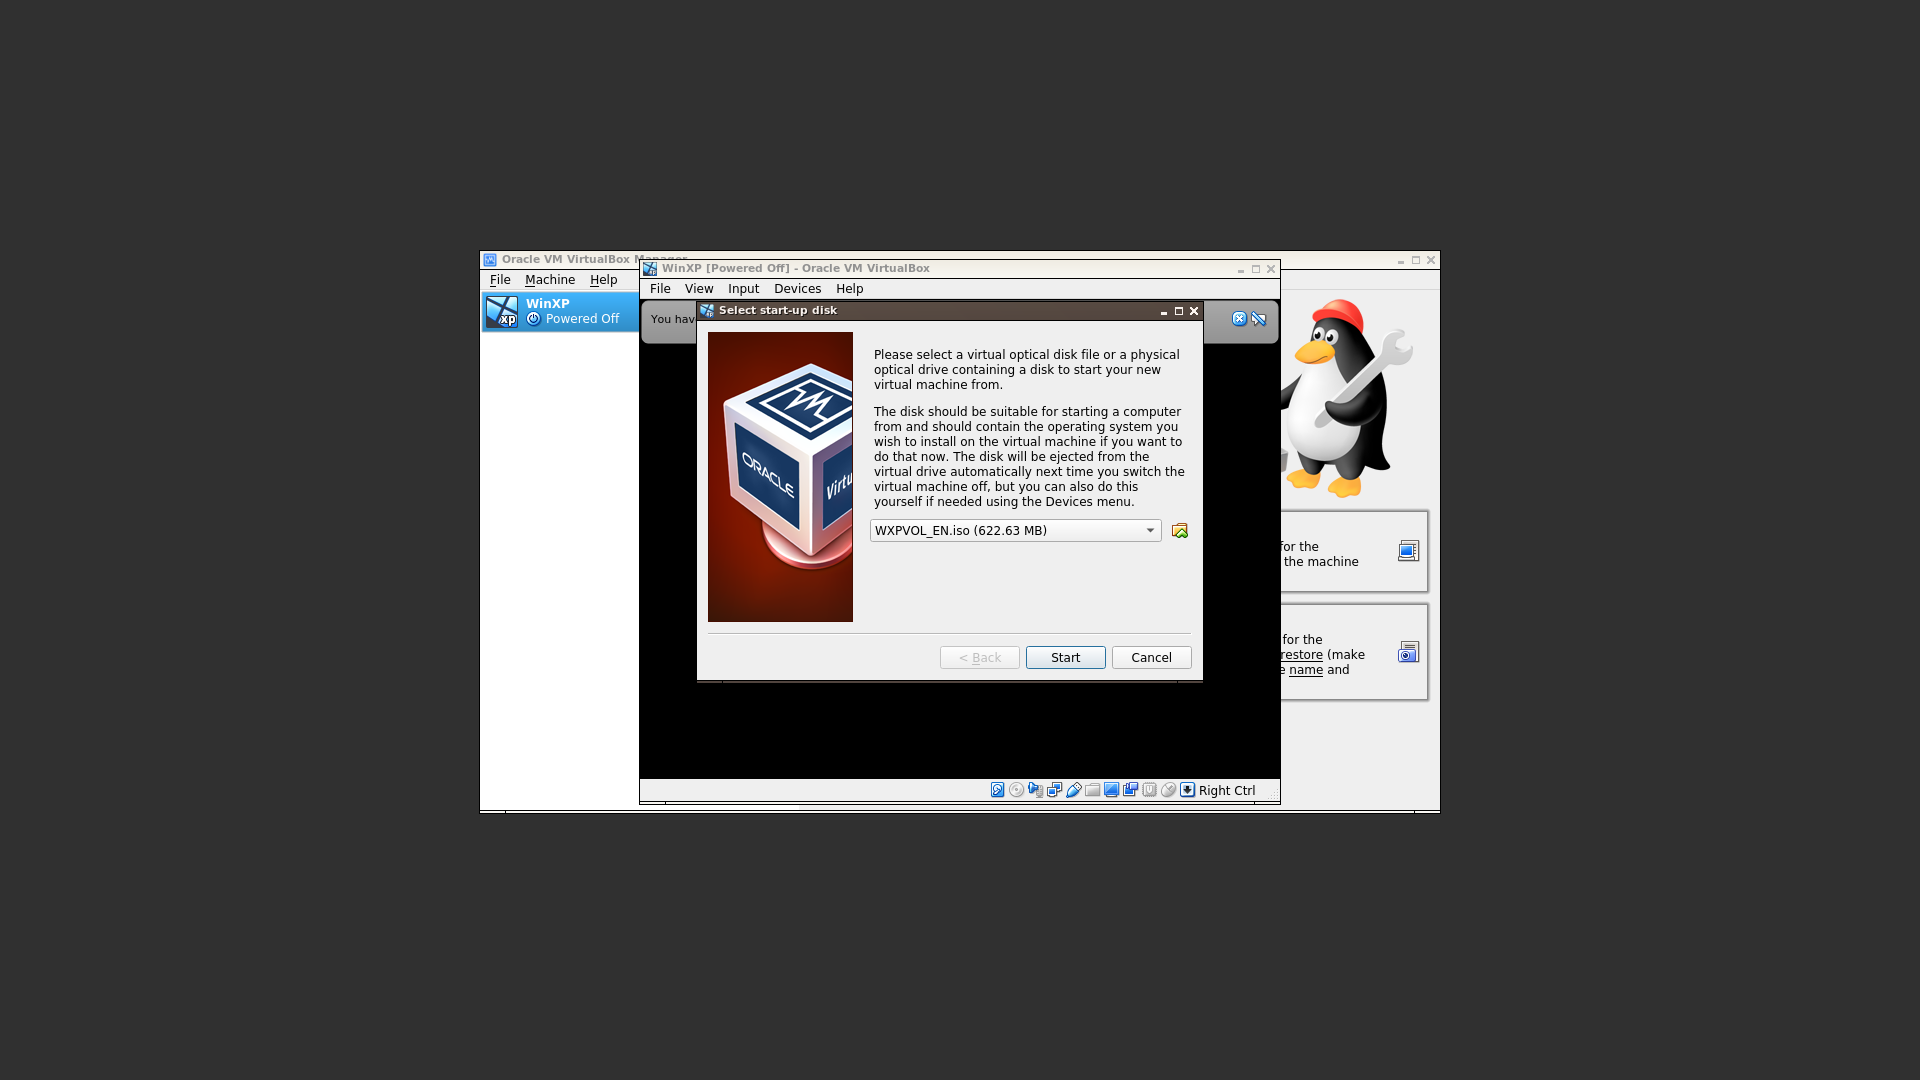 Oracle VM VirtualBox Manager
File Machine Help
WinXP
Powered Off
WinXP [Powered Off] - Oracle VM VirtualBox
File View Input Devices Help
You hav
Select start-up disk
ORACLE
Virtu
Please select a virtual optical disk file or a physical
optical drive containing a disk to start your new
virtual machine from.
The disk should be suitable for starting a computer
from and should contain the operating system you
wish to install on the virtual machine if you want to
do that now. The disk will be ejected from the
virtual drive automatically next time you switch the
virtual machine off, but you can also do this
yourself if needed using the Devices menu.
WXPVOL_EN.iso (622.63 MB)
< Back
Start
Cancel
for the
the machine
for the
restore (make
e name and
Right Ctrl